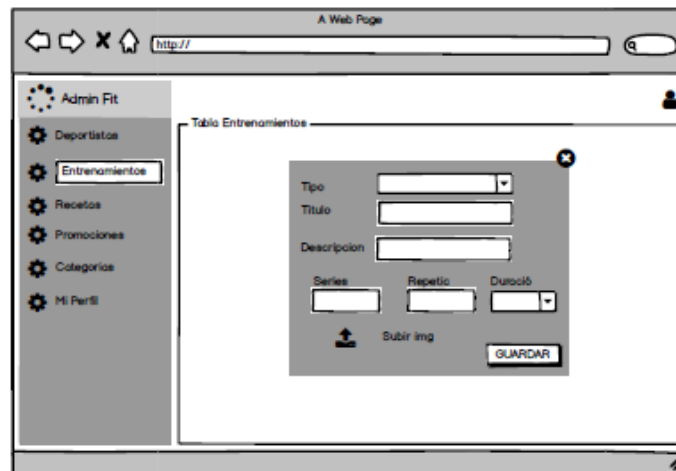 A Web Page
http://
Admin Fit
Deportistas
Entrenamientos
Recetas
Promociones
Categorias
Mi Perfil
Tabla Entrenamientos
Tipo
Titulo
Descripcion
Series Repetic Duració
Subir img
GUARDAR